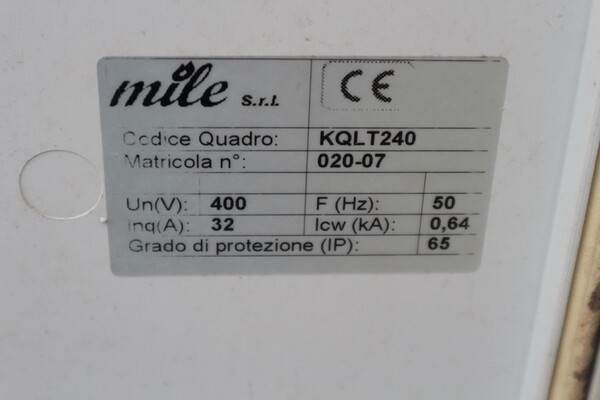 mile S.r.l. CE
Codice Quadro: KQLT240
Matricola n°: 020-07
Un(V): 400 F (Hz): 50
Inq(A): 32 Icw (kA): 0,64
Grado di protezione (IP): 65